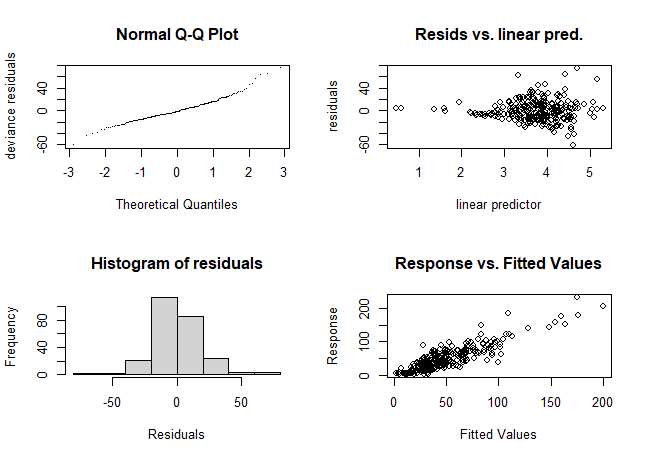 Normal Q-Q Plot
deviance residuals
-60 0 40
-3 -2 -1 0 1 2 3
Theoretical Quantiles
Resids vs. linear pred.
residuals
-60 0 40
1 2 3 4 5
linear predictor
Histogram of residuals
Frequency
0 40 80
-50 0 50
Residuals
Response vs. Fitted Values
Response
0 100 200
0 50 100 150 200
Fitted Values